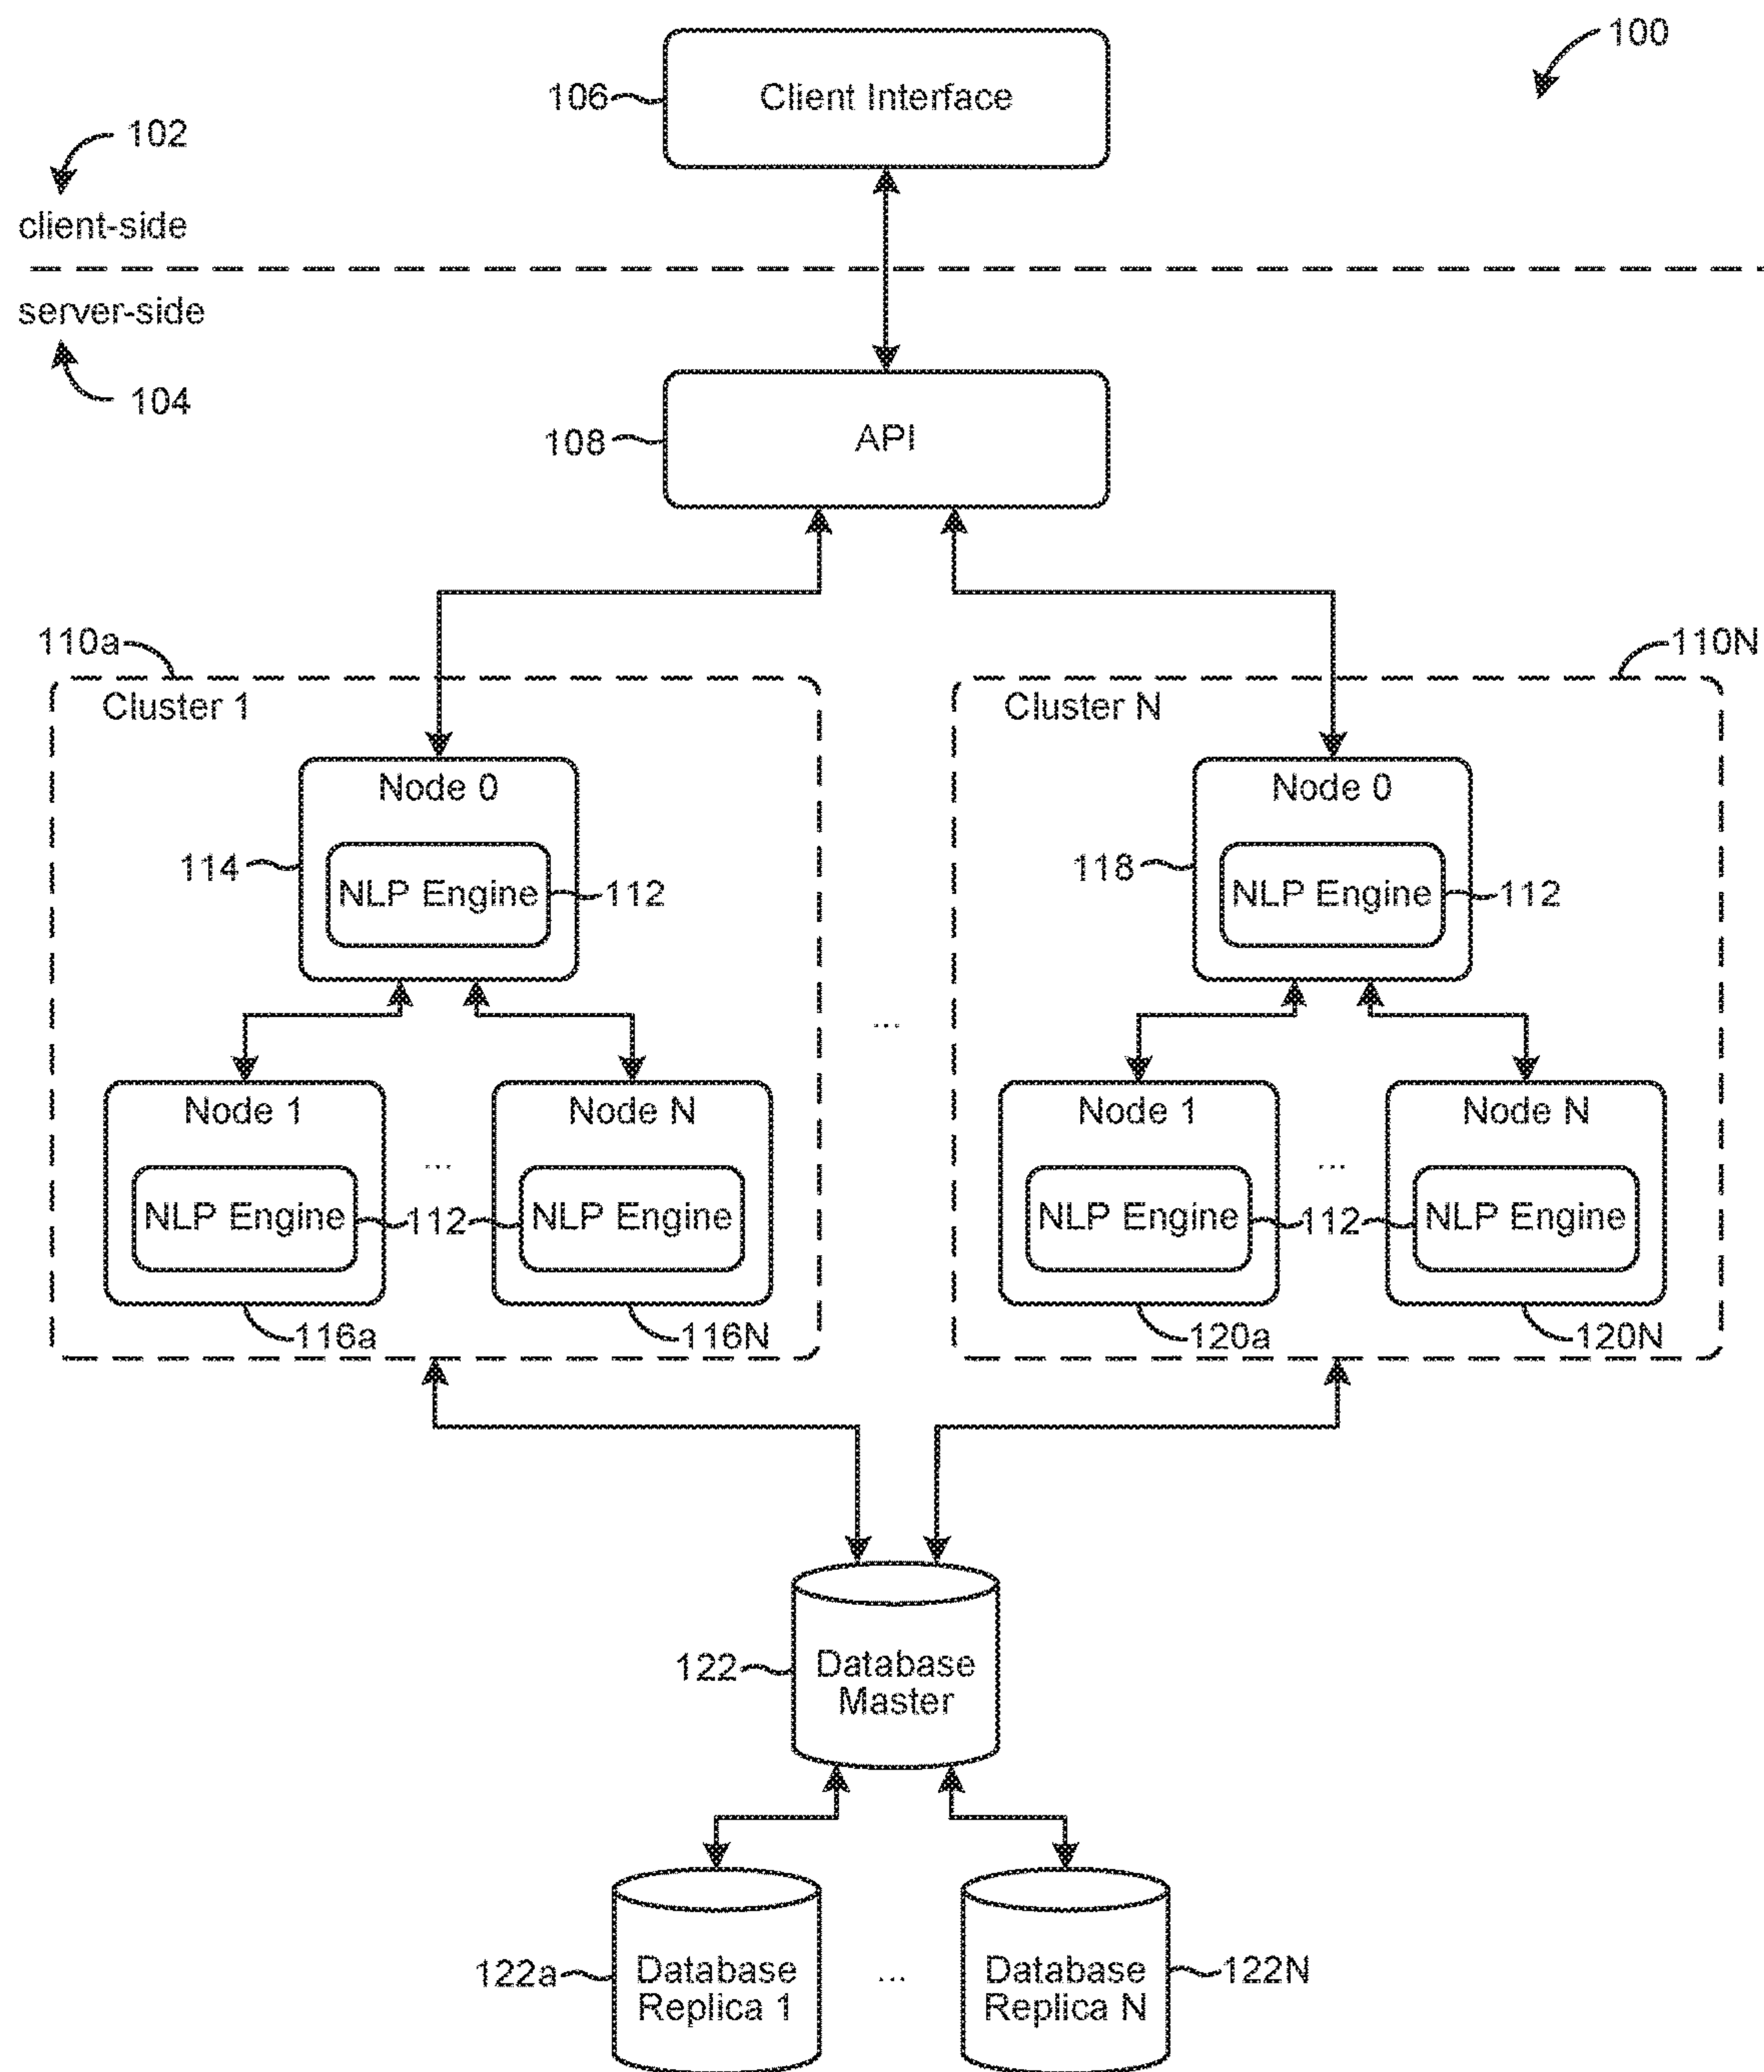 100
106
Client Interface
102
client-side
server-side
104
108
API
110a
110N
Cluster 1
Cluster N
Node 0
114
NLP Engine
112
Node 0
118
NLP Engine
112
...
Node 1
NLP Engine
112
...
Node N
NLP Engine
116a
116N
Node 1
NLP Engine
112
...
Node N
NLP Engine
120a
120N
122
Database
Master
122a
Database
Replica 1
...
Database
Replica N
122N